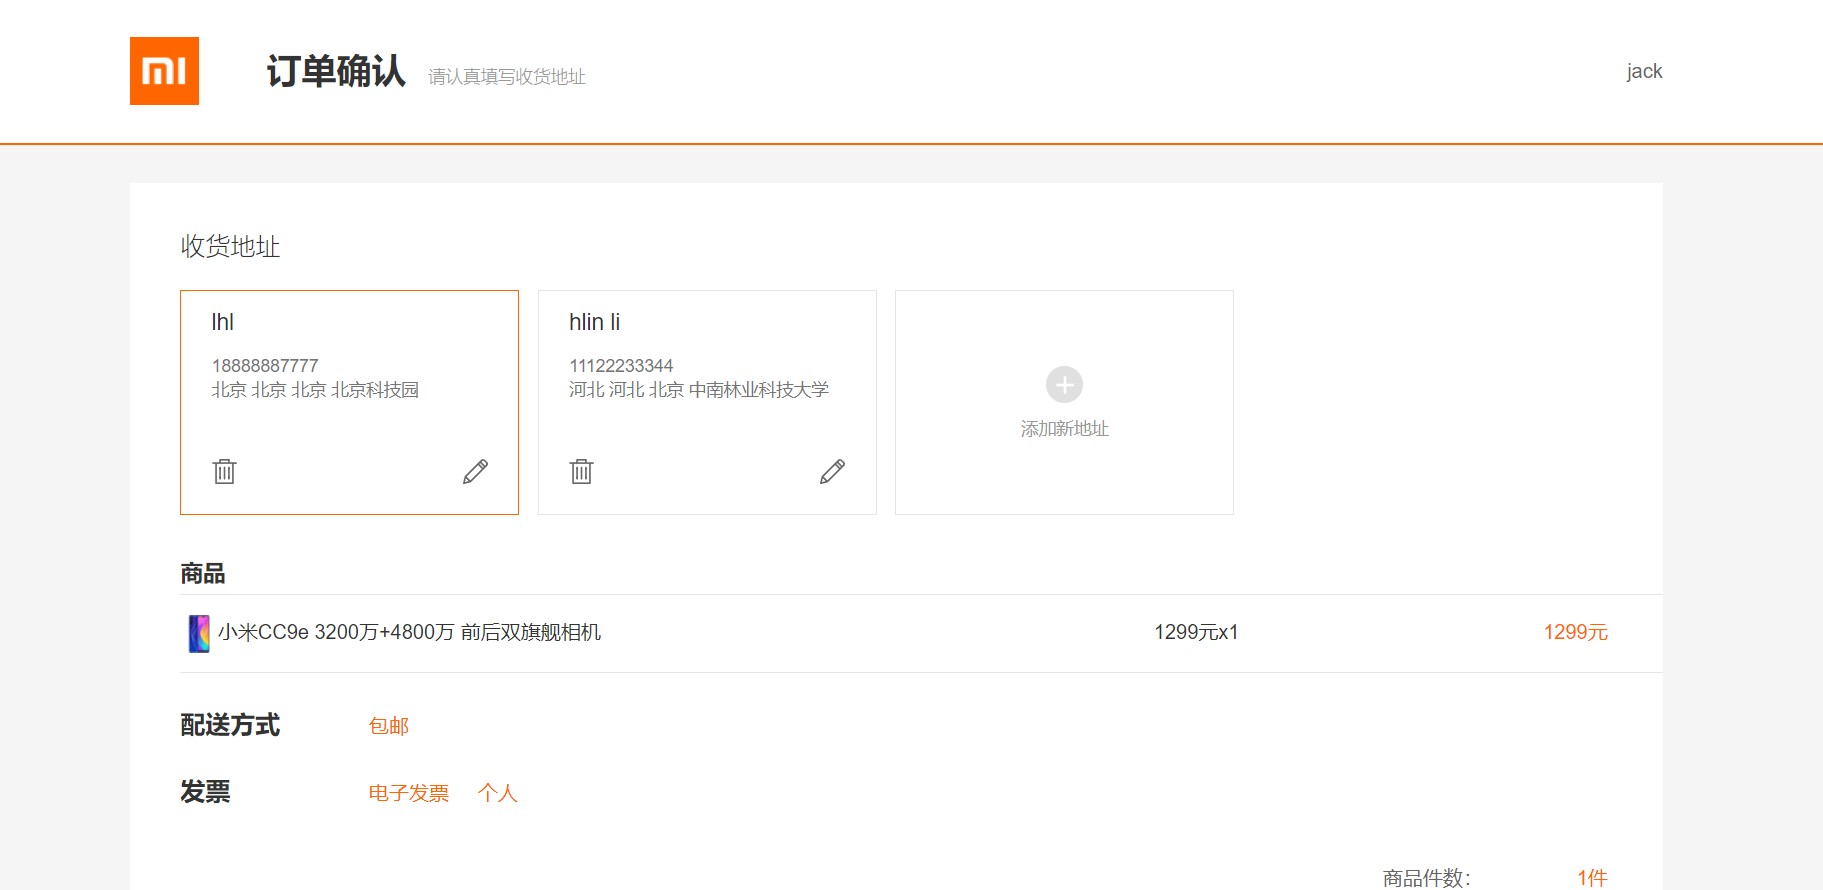 mi
订单确认 请认真填写收货地址
jack
收货地址
lhl
18888887777
北京 北京 北京 北京科技园
hlin li
11122233344
河北 河北 北京 中南林业科技大学
添加新地址
商品
小米CC9e 3200万+4800万 前后双旗舰相机 1299元x1 1299元
配送方式 包邮
发票 电子发票 个人
商品件数： 1件